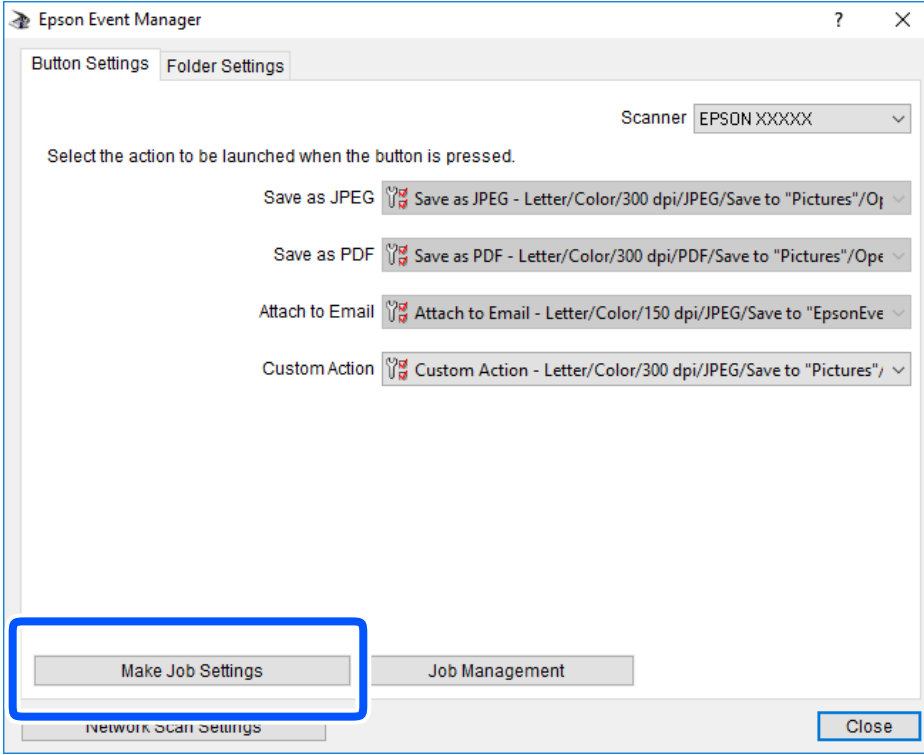 Epson Event Manager
Button Settings Folder Settings
Scanner EPSON XXXXX
Select the action to be launched when the button is pressed.
Save as JPEG Save as JPEG - Letter/Color/300 dpi/JPEG/Save to "Pictures"/Op
Save as PDF Save as PDF - Letter/Color/300 dpi/PDF/Save to "Pictures"/Ope
Attach to Email Attach to Email - Letter/Color/150 dpi/JPEG/Save to "EpsonEve
Custom Action Custom Action - Letter/Color/300 dpi/JPEG/Save to "Pictures"/
Make Job Settings Job Management
Network Scan Settings Close